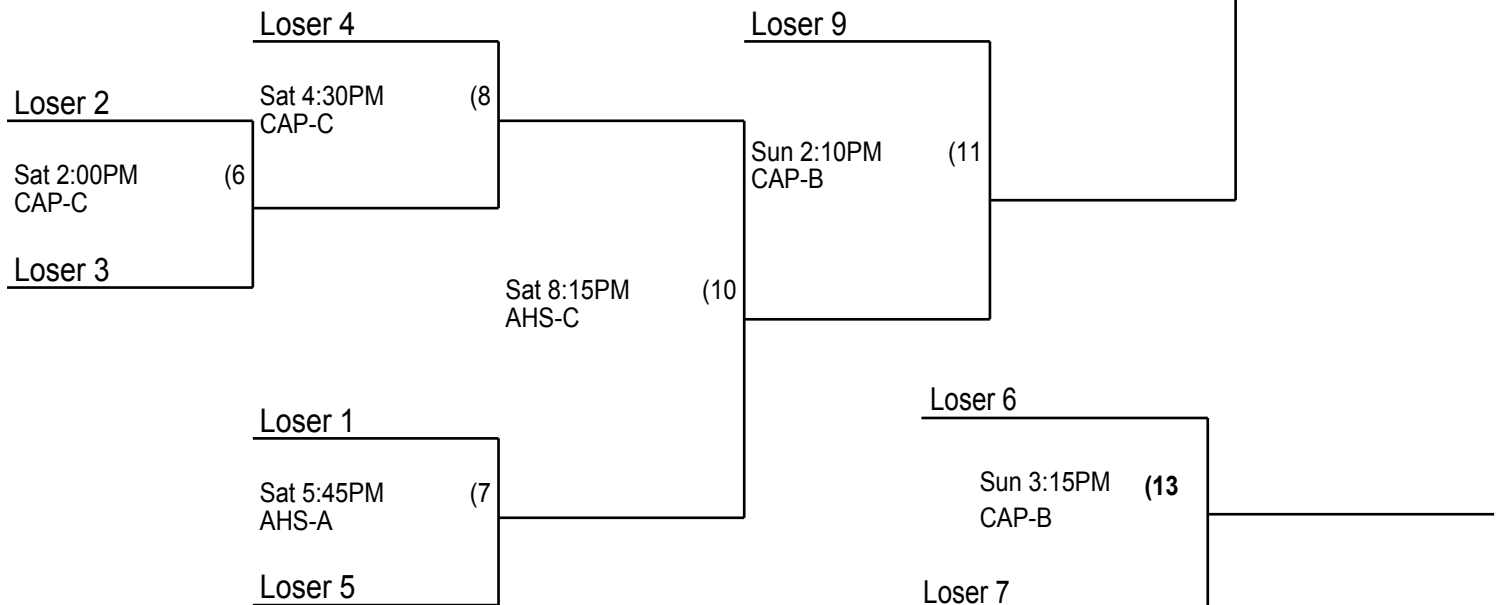 Loser 4
Loser 9
Loser 2
Sat 4:30PM (8
CAP-C
Sun 2:10PM (11
CAP-B
Sat 2:00PM (6
CAP-C
Loser 3
Sat 8:15PM (10
AHS-C
Loser 6
Loser 1
Sat 5:45PM (7
AHS-A
Sun 3:15PM (13
CAP-B
Loser 5
Loser 7